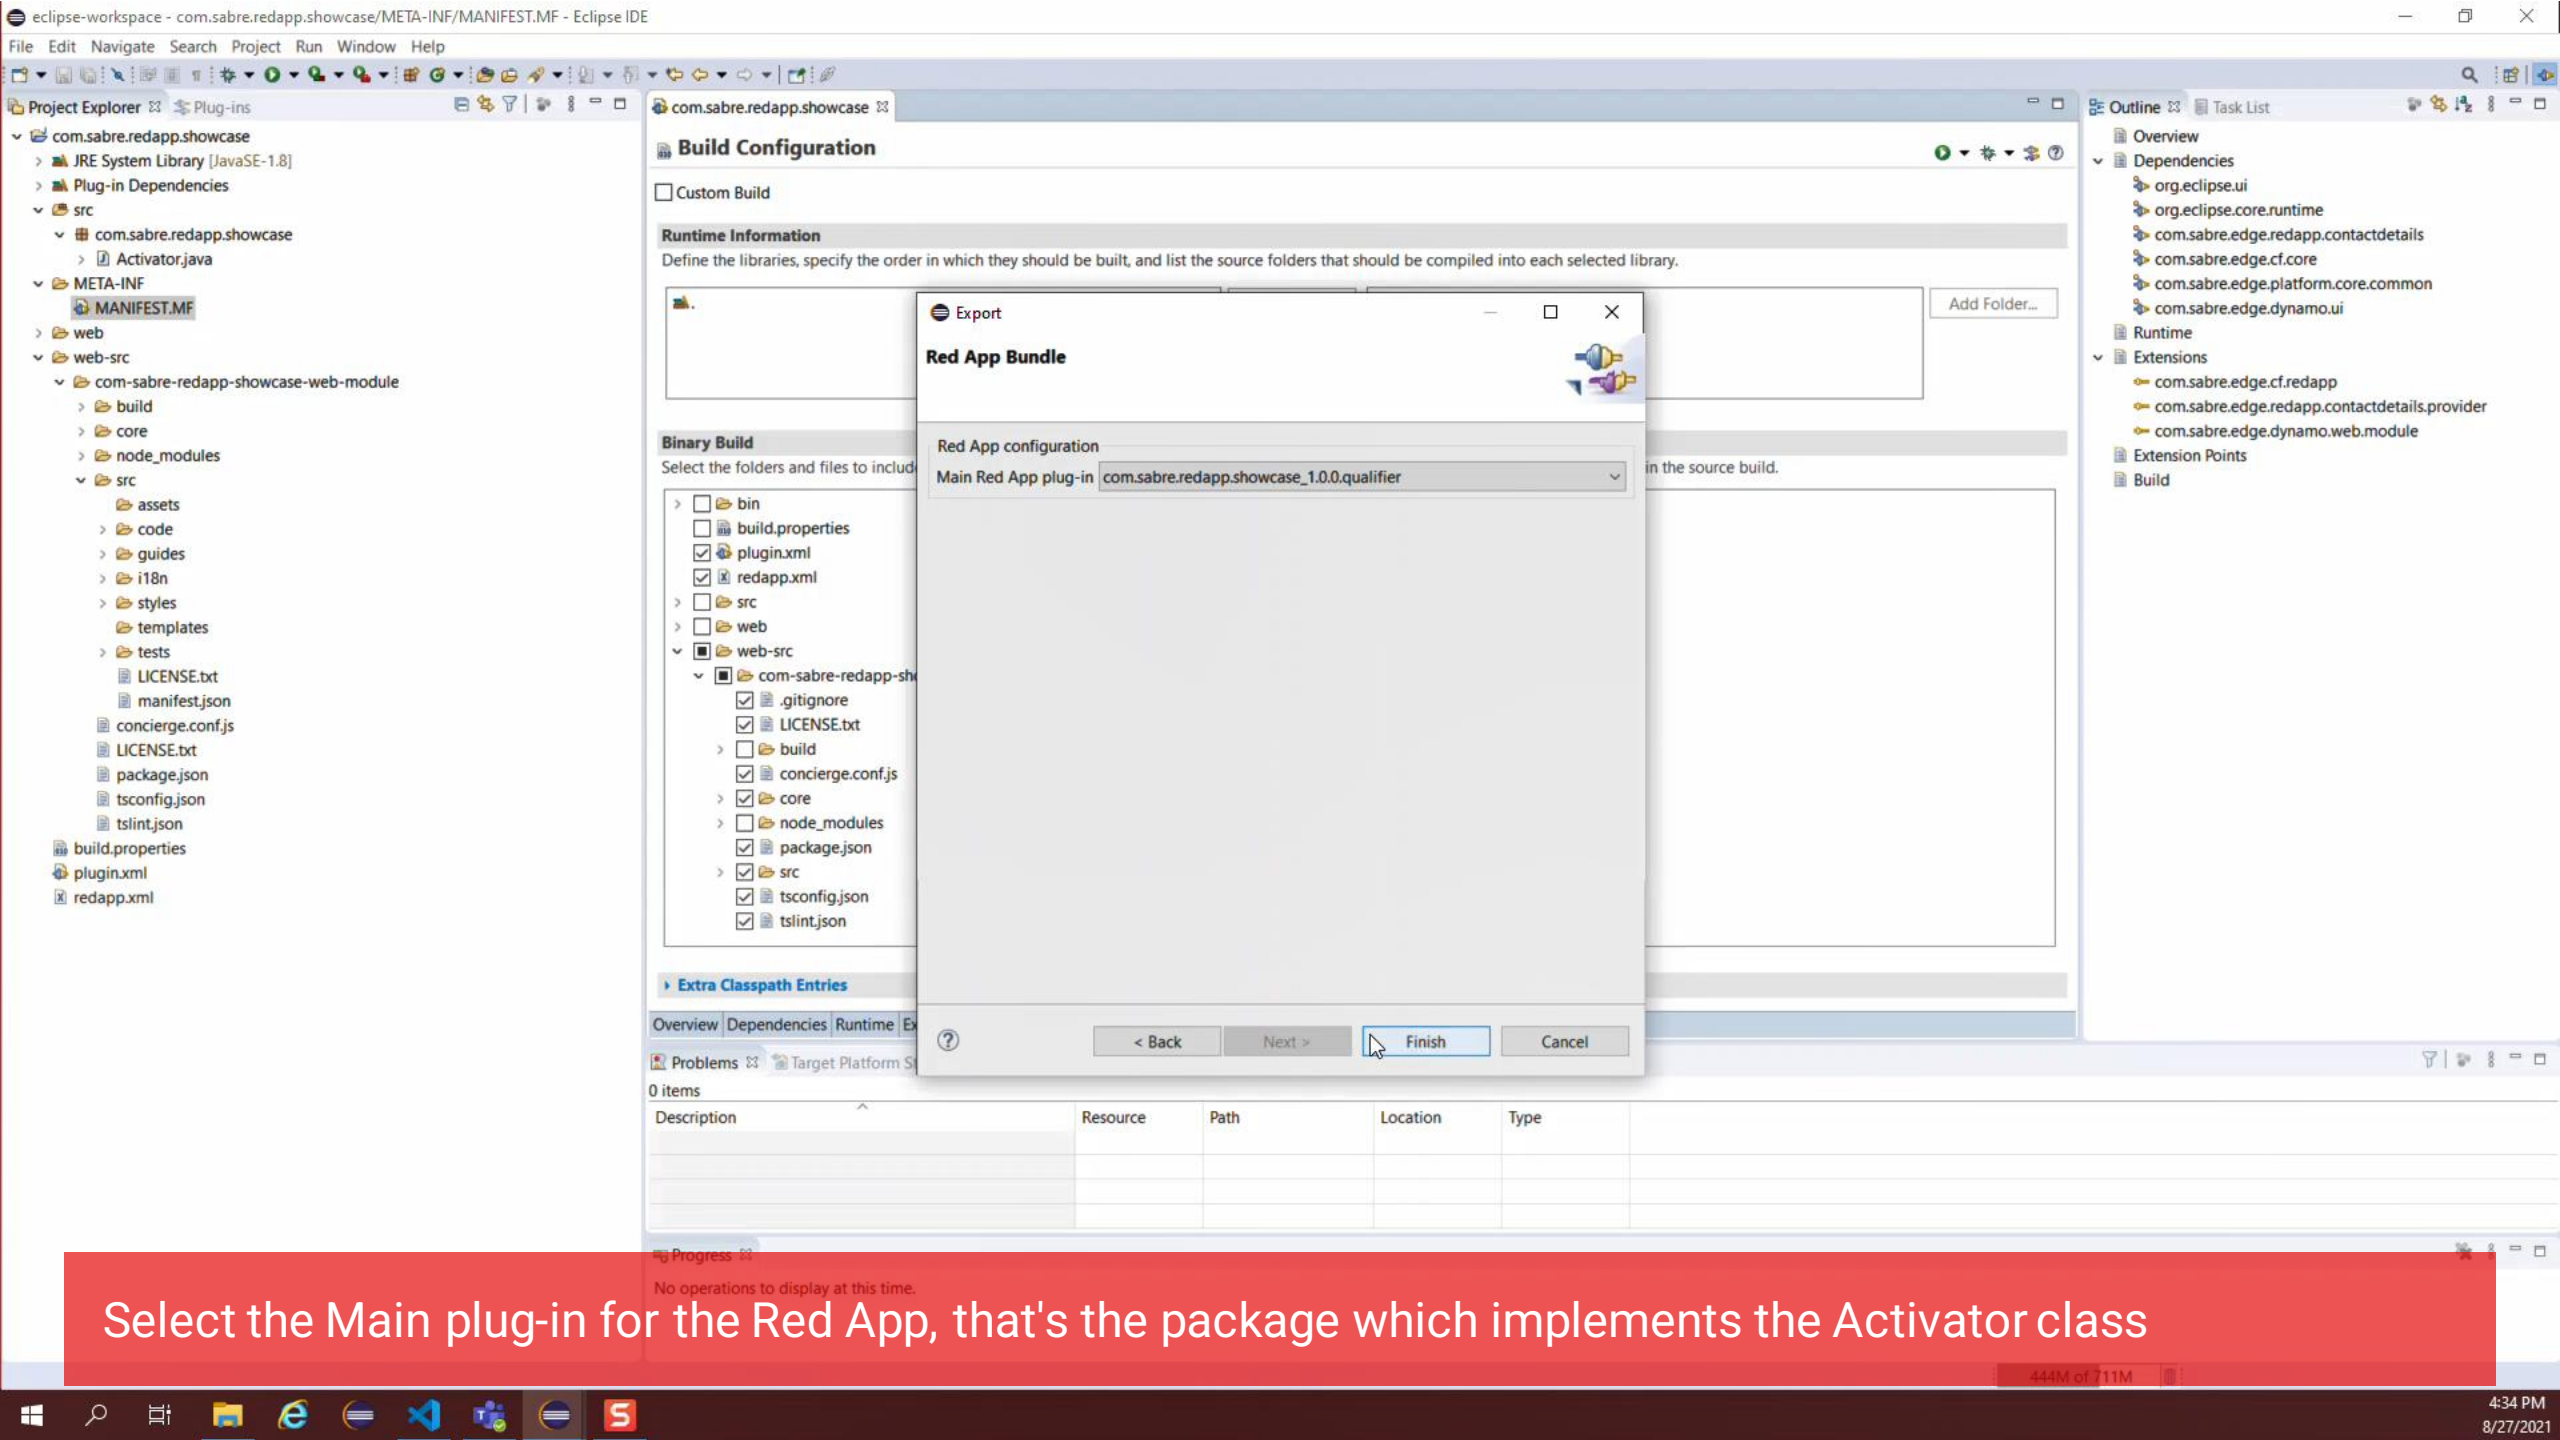 eclipse-workspace - com.sabre.redapp.showcase/META-INF/MANIFEST.MF - Eclipse IDE
File Edit Navigate Search Project Run Window Help
Project Explorer Plug-ins
com.sabre.redapp.showcase
JRE System Library [JavaSE-1.8]
Plug-in Dependencies
src
com.sabre.redapp.showcase
Activator.java
META-INF
MANIFEST.MF
web
web-src
com-sabre-redapp-showcase-web-module
build
core
node_modules
src
assets
code
guides
i18n
styles
templates
tests
LICENSE.txt
manifest.json
concierge.conf.js
LICENSE.txt
package.json
tsconfig.json
tslint.json
build.properties
plugin.xml
redapp.xml
com.sabre.redapp.showcase
Build Configuration
Custom Build
Runtime Information
Define the libraries, specify the order in which they should be built, and list the source folders that should be compiled into each selected library.
.
Add Folder...
Binary Build
Select the folders and files to includ
in the source build.
bin
build.properties
plugin.xml
redapp.xml
src
web
web-src
com-sabre-redapp-sh
.gitignore
LICENSE.txt
build
concierge.conf.js
core
node_modules
package.json
src
tsconfig.json
tslint.json
Extra Classpath Entries
Overview Dependencies Runtime Ex
Export
Red App Bundle
Red App configuration
Main Red App plug-in com.sabre.redapp.showcase_1.0.0.qualifier
< Back Next > Finish Cancel
Outline Task List
Overview
Dependencies
org.eclipse.ui
org.eclipse.core.runtime
com.sabre.edge.redapp.contactdetails
com.sabre.edge.cf.core
com.sabre.edge.platform.core.common
com.sabre.edge.dynamo.ui
Runtime
Extensions
com.sabre.edge.cf.redapp
com.sabre.edge.redapp.contactdetails.provider
com.sabre.edge.dynamo.web.module
Extension Points
Build
Problems Target Platform S
0 items
Description Resource Path Location Type
Progress
No operations to display at this time.
Select the Main plug-in for the Red App, that's the package which implements the Activator class
444M of 711M
4:34 PM
8/27/2021